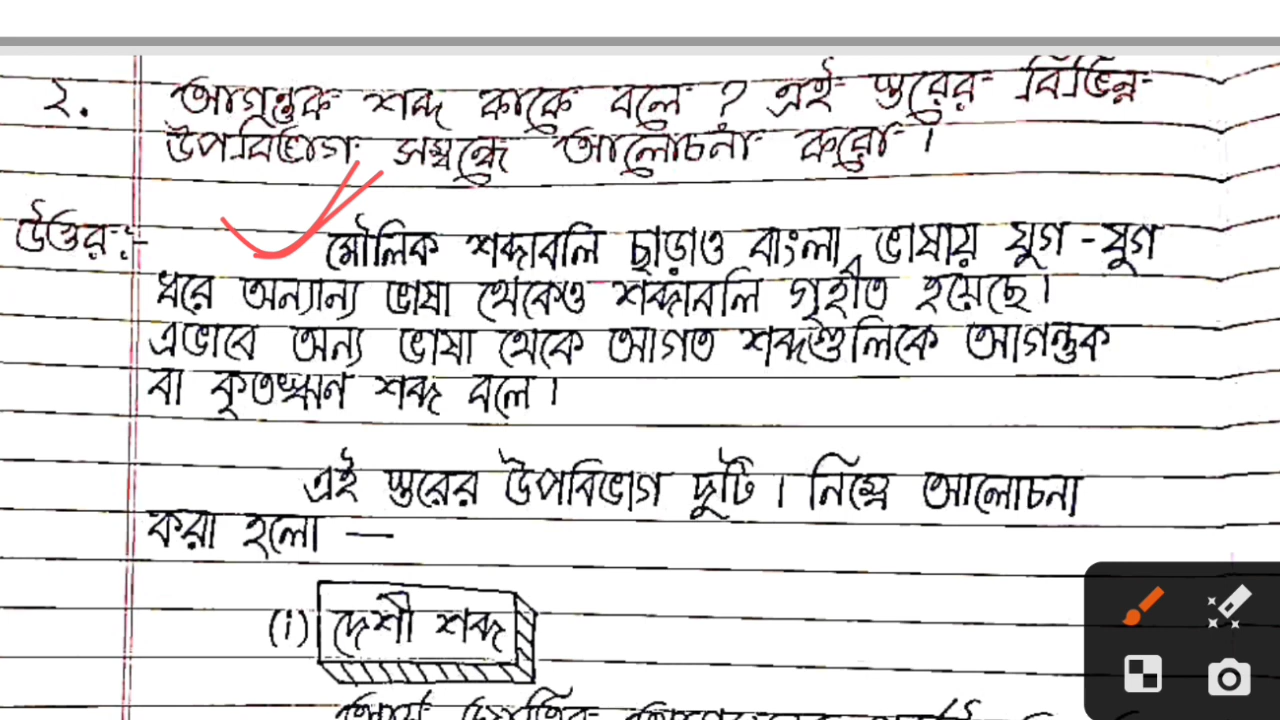 ২. আগন্তুক শব্দ কাকে বলে ? এই স্তরের বিভিন্ন
উপবিভাগ সম্বন্ধে আলোচনা করো ।
উত্তর:- মৌলিক শব্দাবলি ছাড়াও বাংলা ভাষায় যুগ - যুগ
ধরে অন্যান্য ভাষা থেকেও শব্দাবলি গৃহীত হয়েছে।
এভাবে অন্য ভাষা থেকে আগত শব্দগুলিকে আগন্তুক
বা কৃতঋণ শব্দ বলে ।
এই স্তরের উপবিভাগ দুটি । নিম্নে আলোচনা
করা হলো —
(i) দেশী শব্দ